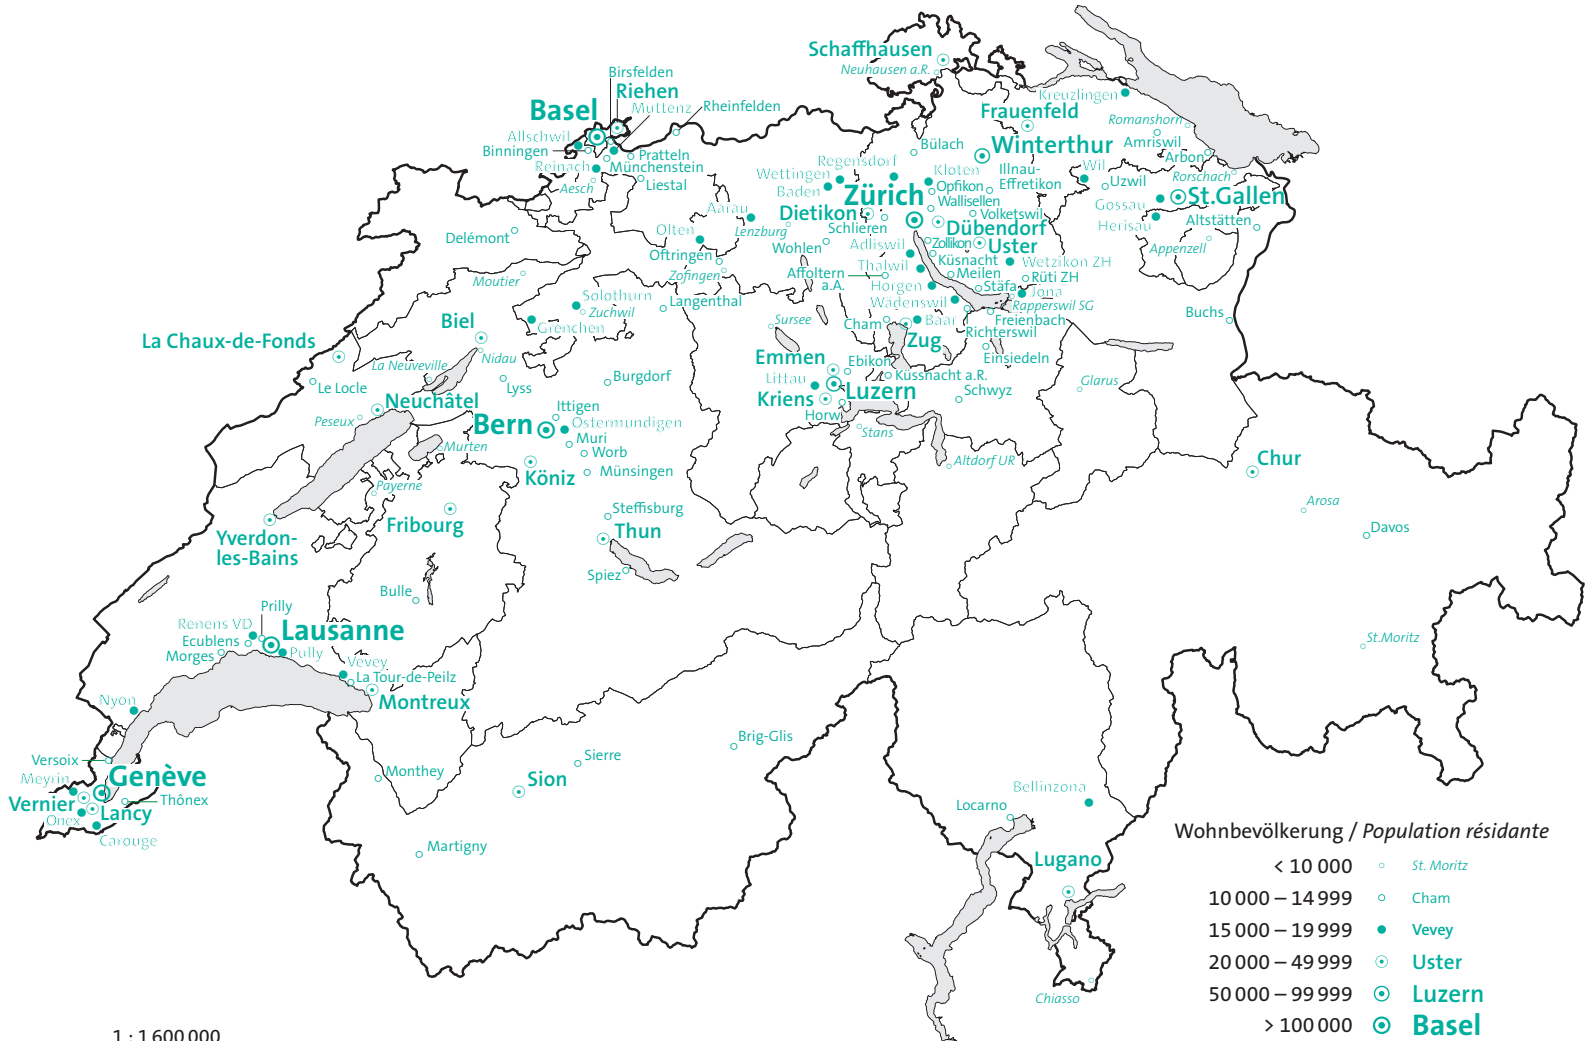 Schaffhausen
Neuhausen a.R.
Birsfelden
Riehen
Basel
Muttenz
Rheinfelden
Allschwil
Binningen
Pratteln
Münchenstein
Reinach
Aesch
Liestal
Kreuzlingen
Frauenfeld
Romanshorn
Winterthur
Amriswil
Bülach
Arbon
Regensdorf
Kloten
Illnau-
Effretikon
Wil
Rorschach
Wettingen
Baden
Opfikon
Uzwil
Zürich
Wallisellen
St.Gallen
Gossau
Aarau
Dietikon
Volketswil
Lenzburg
Schlieren
Dübendorf
Herisau
Altstätten
Delémont
Olten
Wohlen
Adliswil
Zollikon
Uster
Appenzell
Oftringen
Küsnacht
Wetzikon ZH
Zofingen
Affoltern
a.A.
Thalwil
Meilen
Rüti ZH
Moutier
Horgen
Stäfa
Jona
Solothurn
Langenthal
Wädenswil
Rapperswil SG
Zuchwil
Freienbach
Buchs
Biel
Grenchen
Sursee
Cham
Baar
Richterswil
La Chaux-de-Fonds
Zug
Nidau
Emmen
Ebikon
Einsiedeln
La Neuveville
Le Locle
Lyss
Burgdorf
Littau
Küssnacht a.R.
Glarus
Neuchâtel
Kriens
Luzern
Schwyz
Peseux
Ittigen
Horw
Bern
Ostermundigen
Stans
Muri
Murten
Worb
Altdorf UR
Chur
Köniz
Münsingen
Payerne
Arosa
Steffisburg
Fribourg
Thun
Davos
Yverdon-
les-Bains
Spiez
Bulle
Prilly
Renens VD
Lausanne
Ecublens
Morges
Pully
St.Moritz
Vevey
La Tour-de-Peilz
Nyon
Montreux
Brig-Glis
Versoix
Sierre
Genève
Monthey
Meyrin
Sion
Bellinzona
Vernier
Thônex
Lancy
Locarno
Onex
Carouge
Martigny
Lugano
Chiasso
Wohnbevölkerung / Population résidante
< 10 000 St. Moritz
10 000 – 14 999 Cham
15 000 – 19 999 Vevey
20 000 – 49 999 Uster
50 000 – 99 999 Luzern
> 100 000 Basel
1 : 1 600 000